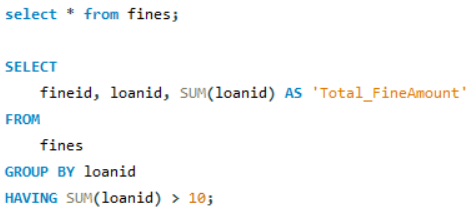 select * from fines;
SELECT
fineid, loanid, SUM(loanid) AS 'Total_FineAmount'
FROM
fines
GROUP BY loanid
HAVING SUM(loanid) > 10;